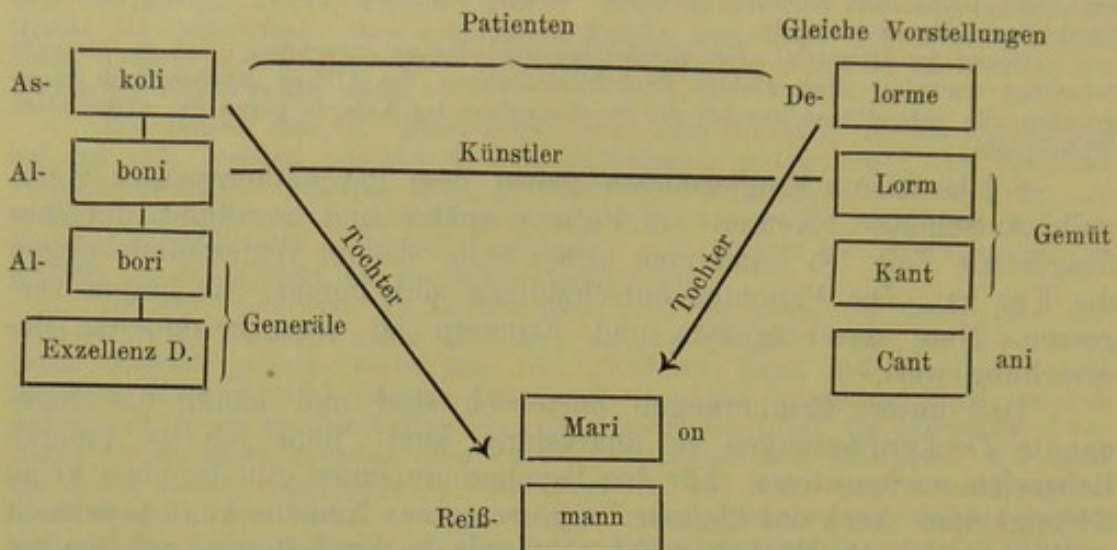 Patienten
Gleiche Vorstellungen
As- koli
De- lorme
Künstler
Al- boni
Lorm
Al- bori
Tochter
Tochter
Kant
Gemüt
Generäle
Exzellenz D.
Cant ani
Mari on
Reiß- mann